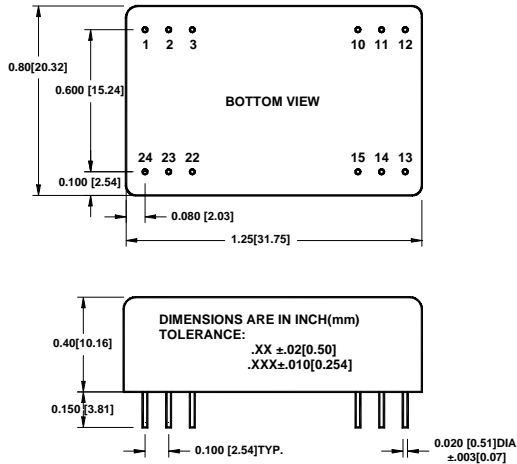 1 2 3 10 11 12
0.80[20.32]
0.600 [15.24]
BOTTOM VIEW
24 23 22 15 14 13
0.100 [2.54]
0.080 [2.03]
1.25[31.75]
DIMENSIONS ARE IN INCH(mm)
TOLERANCE:
.XX ±.02[0.50]
.XXX±.010[0.254]
0.40[10.16]
0.150 [3.81]
0.100 [2.54]TYP.
0.020 [0.51]DIA
±.003[0.07]